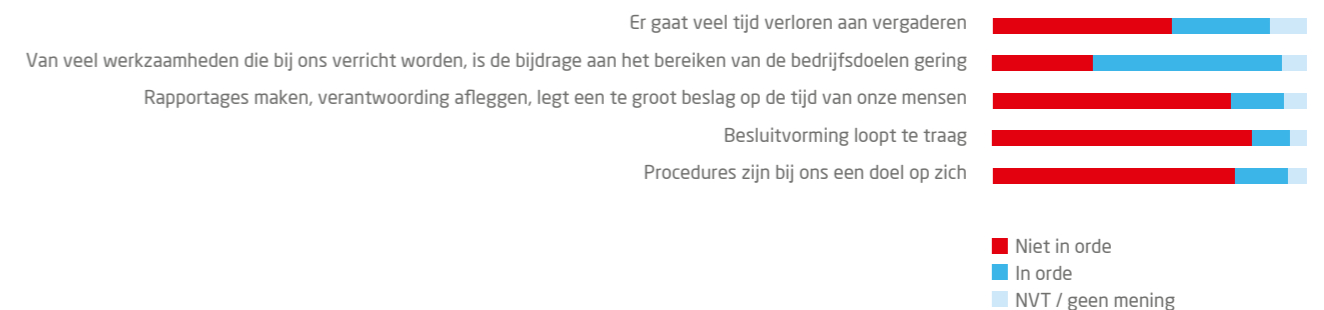 Er gaat veel tijd verloren aan vergaderen
Van veel werkzaamheden die bij ons verricht worden, is de bijdrage aan het bereiken van de bedrijfsdoelen gering
Rapportages maken, verantwoording afleggen, legt een te groot beslag op de tijd van onze mensen
Besluitvorming loopt te traag
Procedures zijn bij ons een doel op zich
Niet in orde
In orde
NVT / geen mening